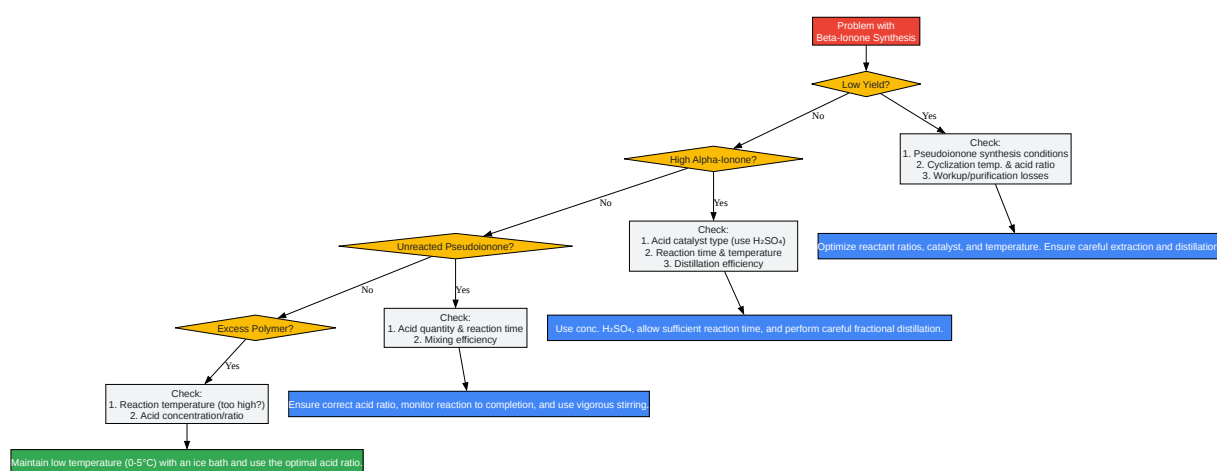 Problem with
Beta-Ionone Synthesis
Low Yield?
No
Yes
Check:
1. Pseudoionone synthesis conditions
2. Cyclization temp. & acid ratio
3. Workup/purification losses
High Alpha-Ionone?
No
Yes
Check:
1. Acid catalyst type (use H₂SO₄)
2. Reaction time & temperature
3. Distillation efficiency
Optimize reactant ratios, catalyst, and temperature. Ensure careful extraction and distillation
Unreacted Pseudoionone?
No
Yes
Check:
1. Acid quantity & reaction time
2. Mixing efficiency
Use conc. H₂SO₄, allow sufficient reaction time, and perform careful fractional distillation.
Excess Polymer?
Yes
Check:
1. Reaction temperature (too high?)
2. Acid concentration/ratio
Ensure correct acid ratio, monitor reaction to completion, and use vigorous stirring.
Maintain low temperature (0-5°C) with an ice bath and use the optimal acid ratio.